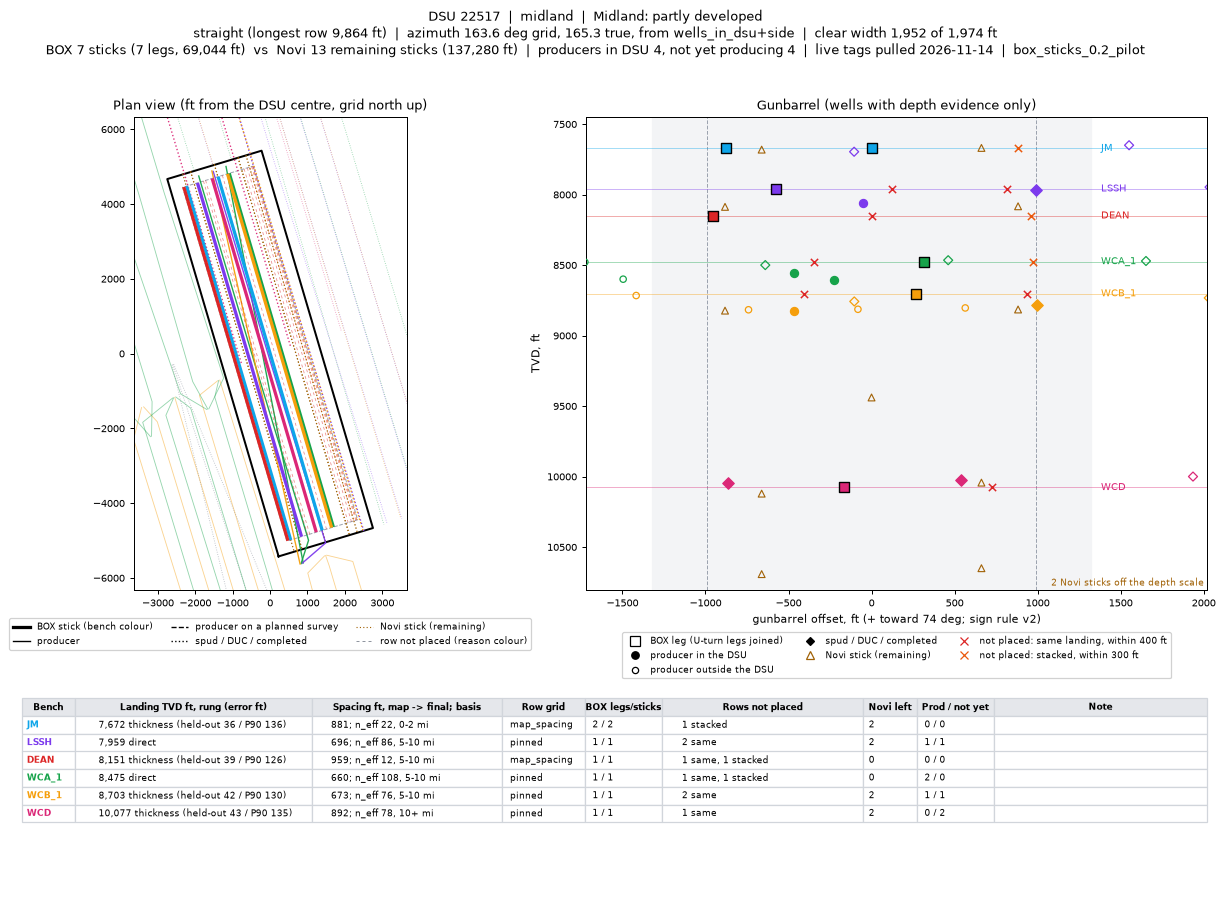 DSU 22517 | midland | Midland: partly developed
straight (longest row 9,864 ft) | azimuth 163.6 deg grid, 165.3 true, from wells_in_dsu+side | clear width 1,952 of 1,974 ft
BOX 7 sticks (7 legs, 69,044 ft) vs Novi 13 remaining sticks (137,280 ft) | producers in DSU 4, not yet producing 4 | live tags pulled 2026-11-14 | box_sticks_0.2_pilot
Plan view (ft from the DSU centre, grid north up)
6000
4000
2000
0
−2000
−4000
−6000
−3000 −2000 −1000 0 1000 2000 3000
BOX stick (bench colour)
producer
producer on a planned survey
spud / DUC / completed
Novi stick (remaining)
row not placed (reason colour)
Gunbarrel (wells with depth evidence only)
TVD, ft
7500
8000
8500
9000
9500
10000
10500
JM
LSSH
DEAN
WCA_1
WCB_1
WCD
2 Novi sticks off the depth scale
−1500 −1000 −500 0 500 1000 1500 2000
gunbarrel offset, ft (+ toward 74 deg; sign rule v2)
BOX leg (U-turn legs joined)
producer in the DSU
producer outside the DSU
spud / DUC / completed
Novi stick (remaining)
not placed: same landing, within 400 ft
not placed: stacked, within 300 ft
Bench Landing TVD ft, rung (error ft) Spacing ft, map -> final; basis Row grid BOX legs/sticks Rows not placed Novi left Prod / not yet Note
JM 7,672 thickness (held-out 36 / P90 136) 881; n_eff 22, 0-2 mi map_spacing 2 / 2 1 stacked 2 0 / 0
LSSH 7,959 direct 696; n_eff 86, 5-10 mi pinned 1 / 1 2 same 2 1 / 1
DEAN 8,151 thickness (held-out 39 / P90 126) 959; n_eff 12, 5-10 mi map_spacing 1 / 1 1 same, 1 stacked 0 0 / 0
WCA_1 8,475 direct 660; n_eff 108, 5-10 mi pinned 1 / 1 1 same, 1 stacked 0 2 / 0
WCB_1 8,703 thickness (held-out 42 / P90 130) 673; n_eff 76, 5-10 mi pinned 1 / 1 2 same 2 1 / 1
WCD 10,077 thickness (held-out 43 / P90 135) 892; n_eff 78, 10+ mi pinned 1 / 1 1 same 2 0 / 2